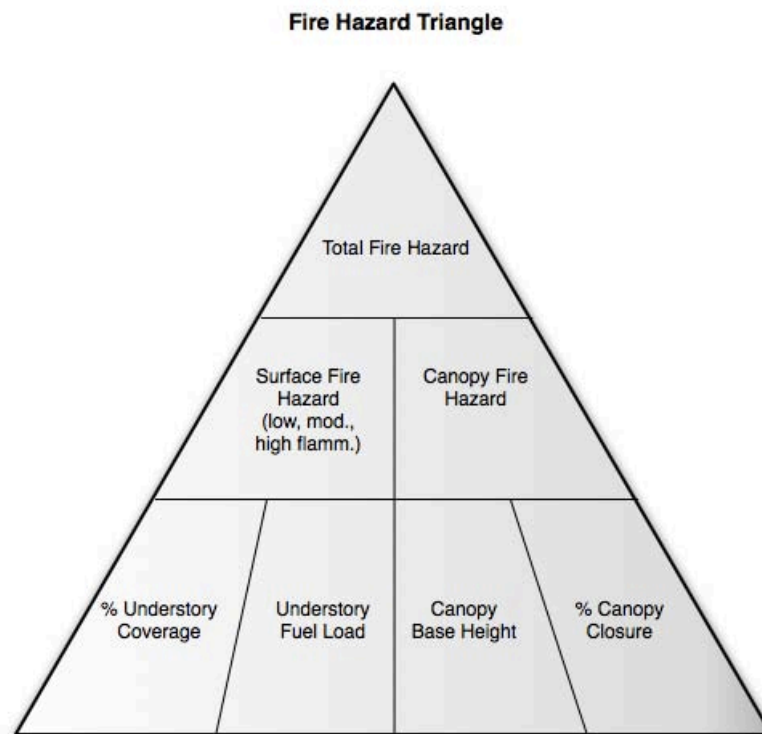 Fire Hazard Triangle
Total Fire Hazard
Surface Fire
Hazard
(low, mod.,
high flamm.)
Canopy Fire
Hazard
% Understory
Coverage
Understory
Fuel Load
Canopy
Base Height
% Canopy
Closure